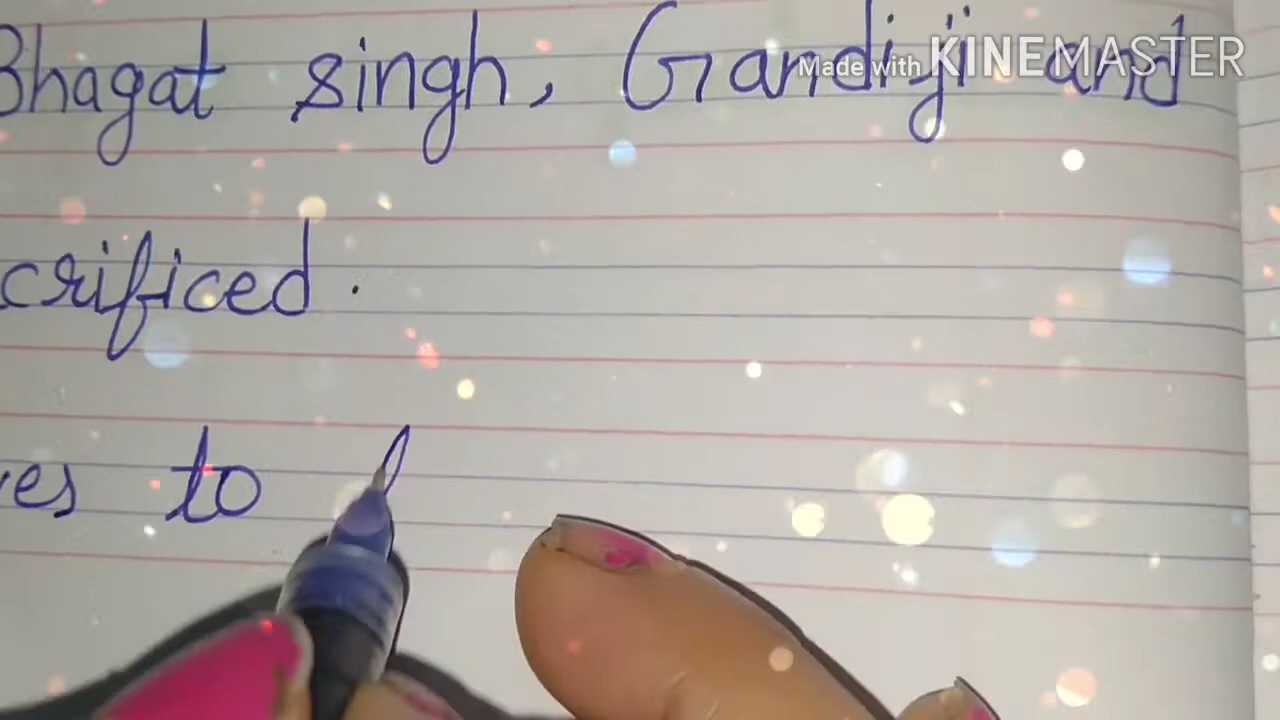 Bhagat singh, Gandiji and
Made with KINEMASTER
crificed.
es to